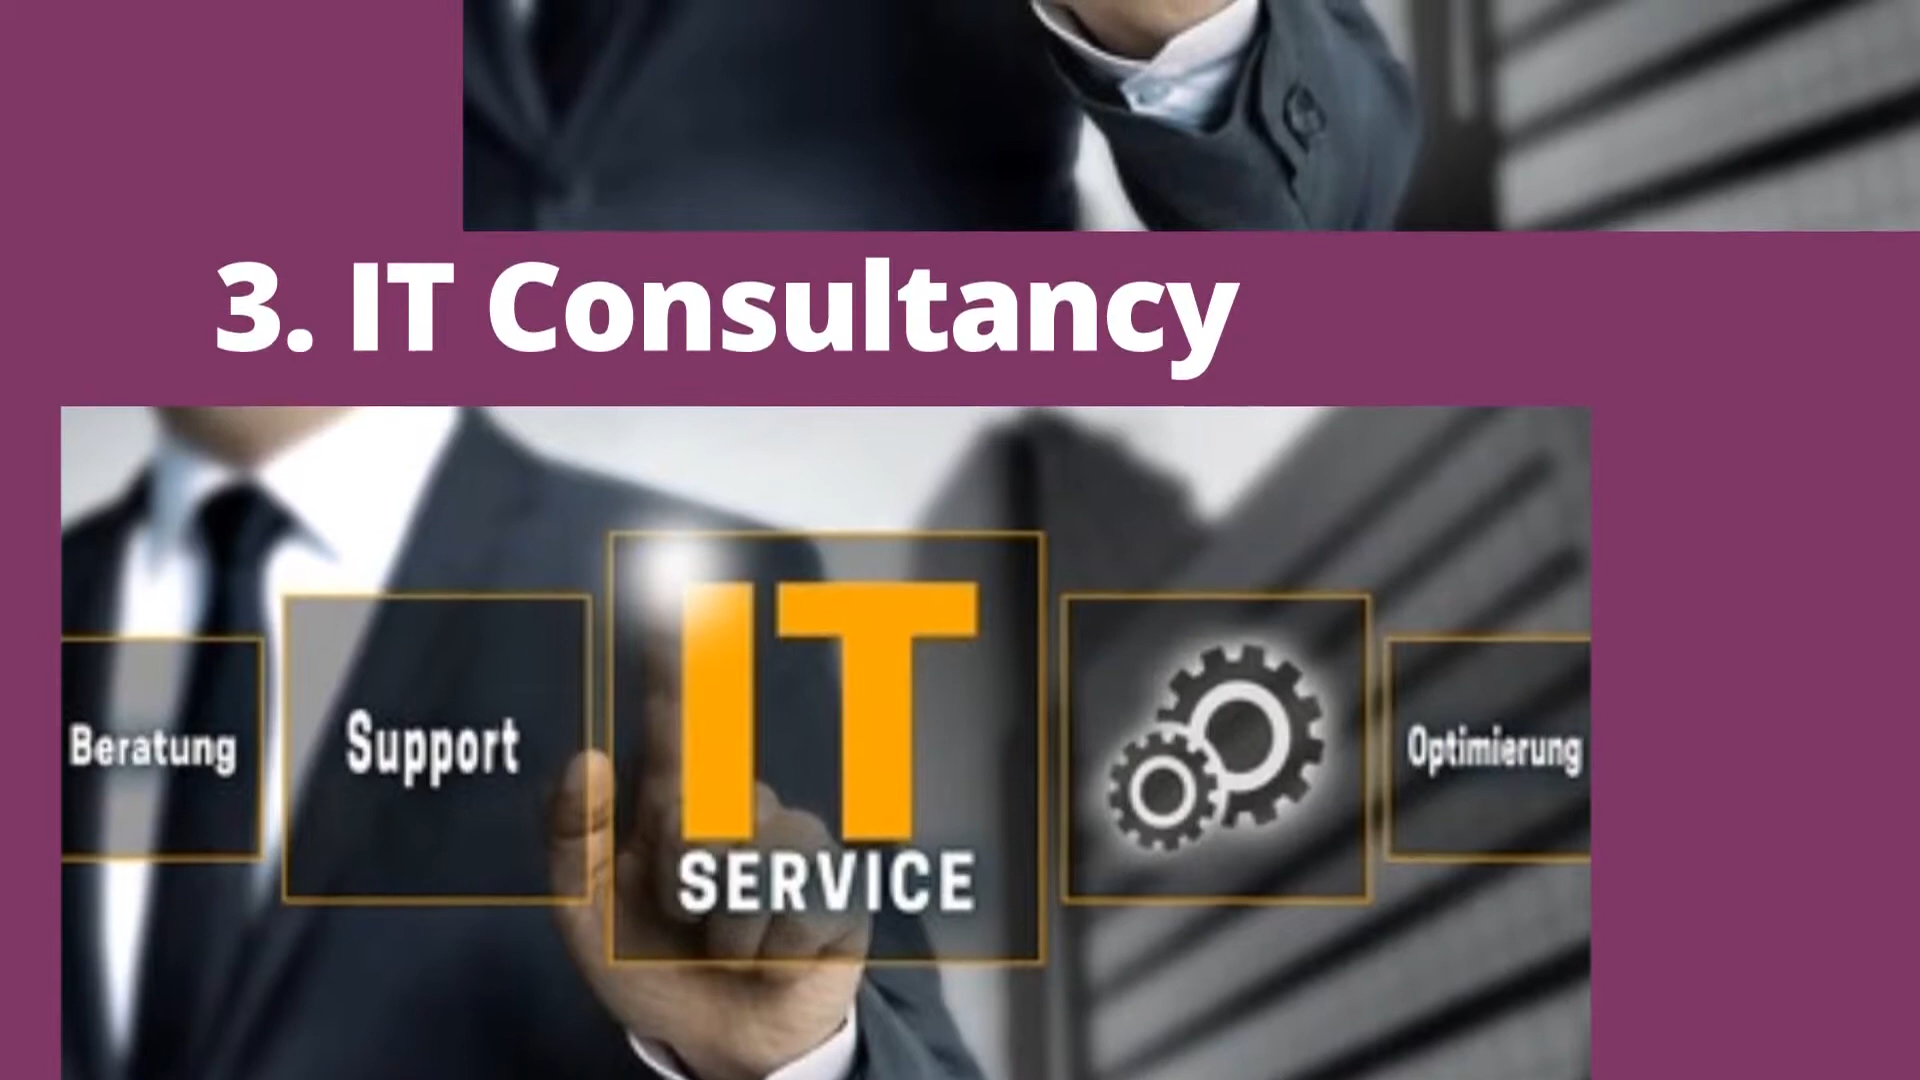 3. IT Consultancy
Beratung
Support
IT
SERVICE
Optimierung